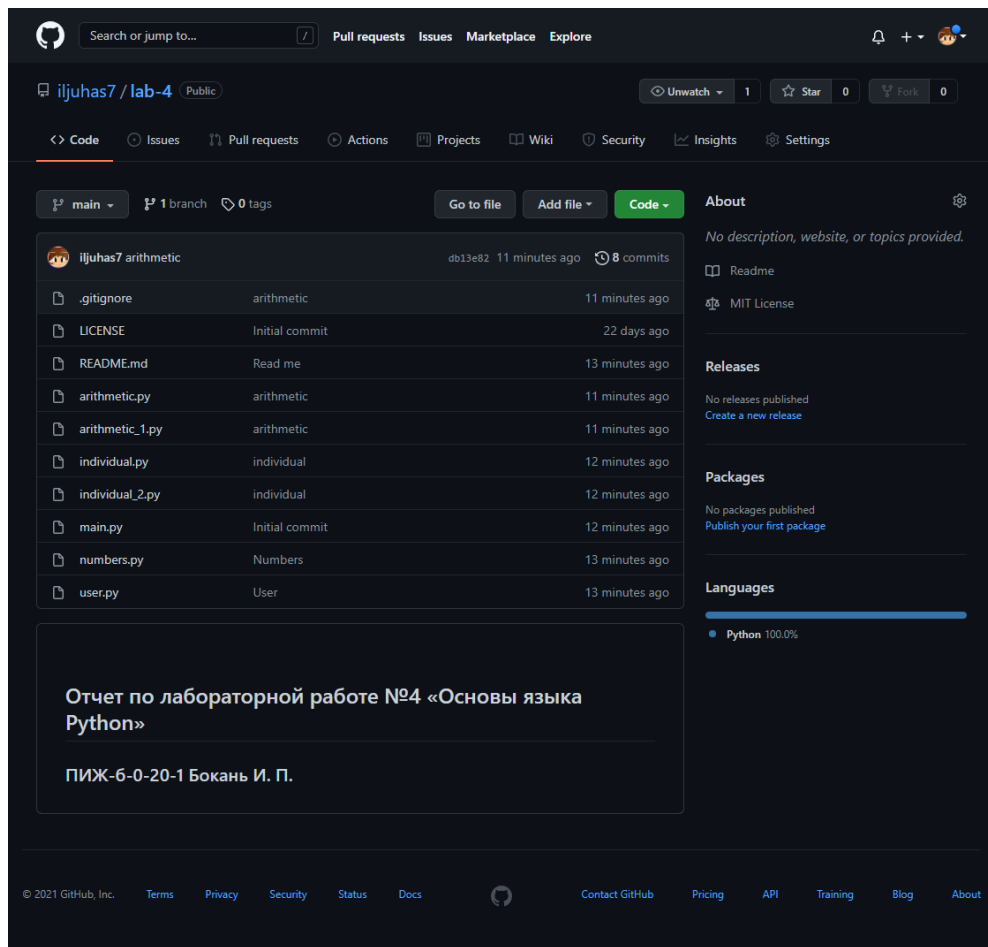 Search or jump to... /
Pull requests Issues Marketplace Explore
iljuhas7 / lab-4 Public
Unwatch 1 Star 0 Fork 0
Code Issues Pull requests Actions Projects Wiki Security Insights Settings
main 1 branch 0 tags
Go to file Add file Code
iljuhas7 arithmetic db13e82 11 minutes ago 8 commits
.gitignore arithmetic 11 minutes ago
LICENSE Initial commit 22 days ago
README.md Read me 13 minutes ago
arithmetic.py arithmetic 11 minutes ago
arithmetic_1.py arithmetic 11 minutes ago
individual.py individual 12 minutes ago
individual_2.py individual 12 minutes ago
main.py Initial commit 12 minutes ago
numbers.py Numbers 13 minutes ago
user.py User 13 minutes ago
Отчет по лабораторной работе №4 «Основы языка
Python»
ПИЖ-б-0-20-1 Бокань И. П.
About
No description, website, or topics provided.
Readme
MIT License
Releases
No releases published
Create a new release
Packages
No packages published
Publish your first package
Languages
Python 100.0%
© 2021 GitHub, Inc. Terms Privacy Security Status Docs Contact GitHub Pricing API Training Blog About